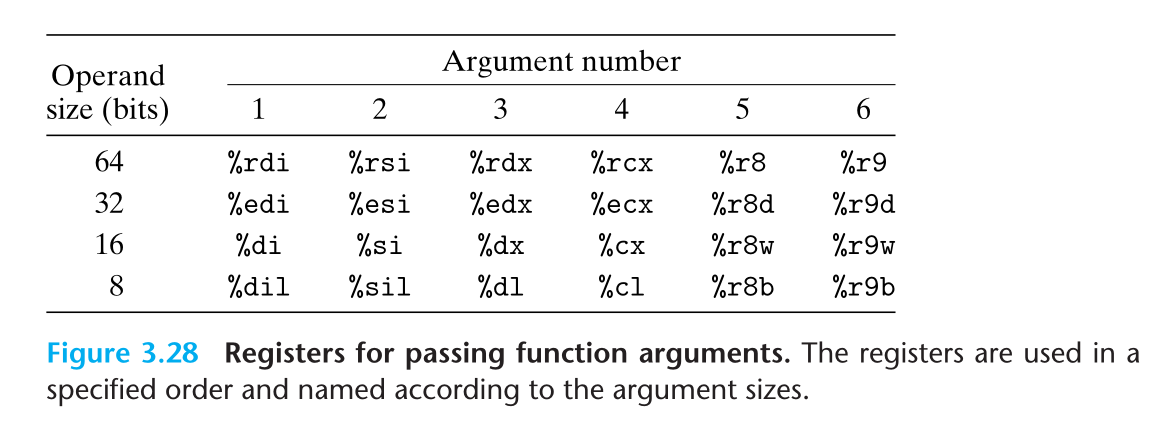 Operand size (bits) Argument number
1 2 3 4 5 6
64 %rdi %rsi %rdx %rcx %r8 %r9
32 %edi %esi %edx %ecx %r8d %r9d
16 %di %si %dx %cx %r8w %r9w
8 %dil %sil %dl %cl %r8b %r9b
Figure 3.28 Registers for passing function arguments. The registers are used in a
specified order and named according to the argument sizes.